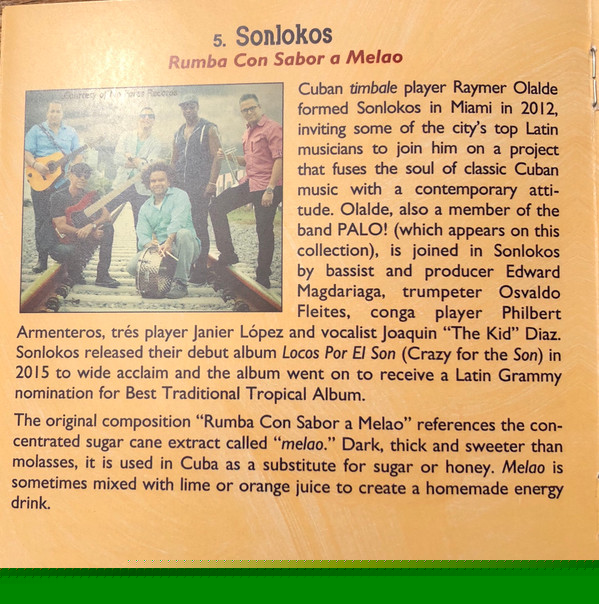 5. Sonlokos
Rumba Con Sabor a Melao
Cuban timbale player Raymer Olalde
formed Sonlokos in Miami in 2012,
inviting some of the city's top Latin
musicians to join him on a project
that fuses the soul of classic Cuban
music with a contemporary atti-
tude. Olalde, also a member of the
band PALO! (which appears on this
collection), is joined in Sonlokos
by bassist and producer Edward
Magdariaga, trumpeter Osvaldo
Fleites, conga player Philbert
Armenteros, trés player Janier López and vocalist Joaquin "The Kid" Diaz.
Sonlokos released their debut album Locos Por El Son (Crazy for the Son) in
2015 to wide acclaim and the album went on to receive a Latin Grammy
nomination for Best Traditional Tropical Album.
The original composition "Rumba Con Sabor a Melao" references the con-
centrated sugar cane extract called "melao." Dark, thick and sweeter than
molasses, it is used in Cuba as a substitute for sugar or honey. Melao is
sometimes mixed with lime or orange juice to create a homemade energy
drink.